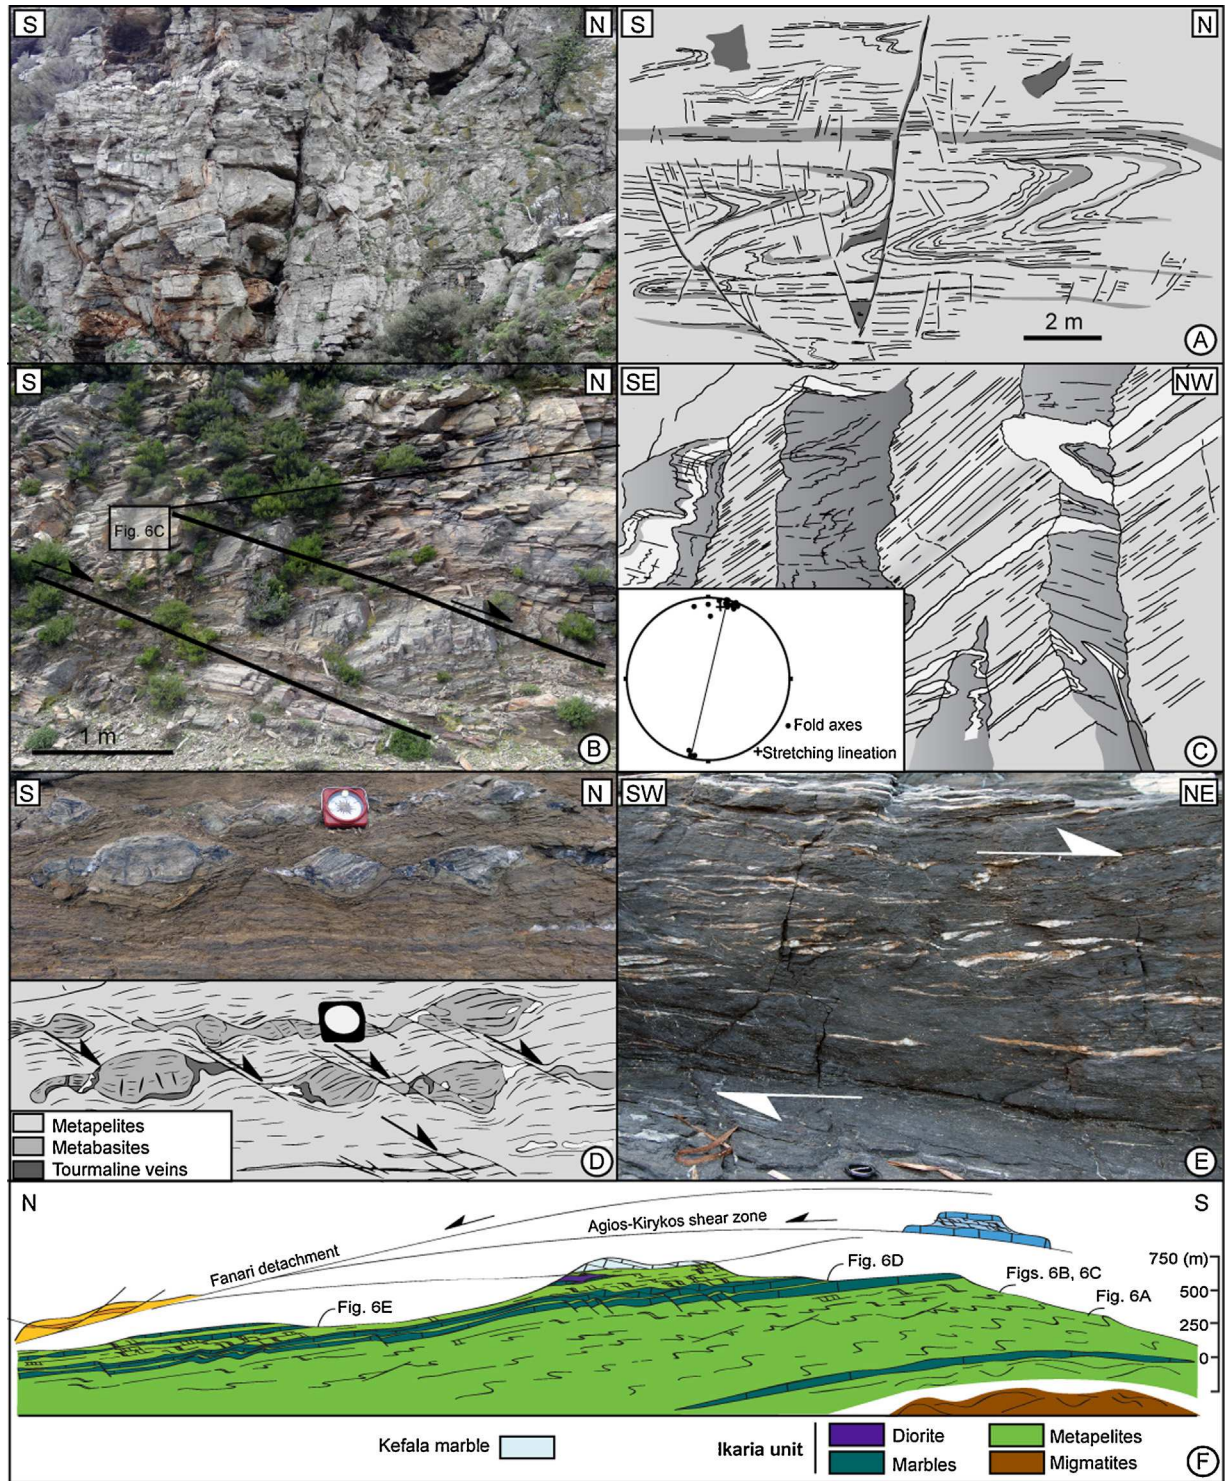 S
N
S
N
2 m
A
S
N
Fig. 6C
1 m
B
SE
NW
Fold axes
+Stretching lineation
C
S
N
Metapelites
Metabasites
Tourmaline veins
D
SW
NE
E
N
S
Agios-Kirykos shear zone
Fanari detachment
750 (m)
Fig. 6D
Figs. 6B, 6C
500
Fig. 6E
Fig. 6A
250
0
Kefala marble
Ikaria unit
Diorite
Metapelites
Marbles
Migmatites
F